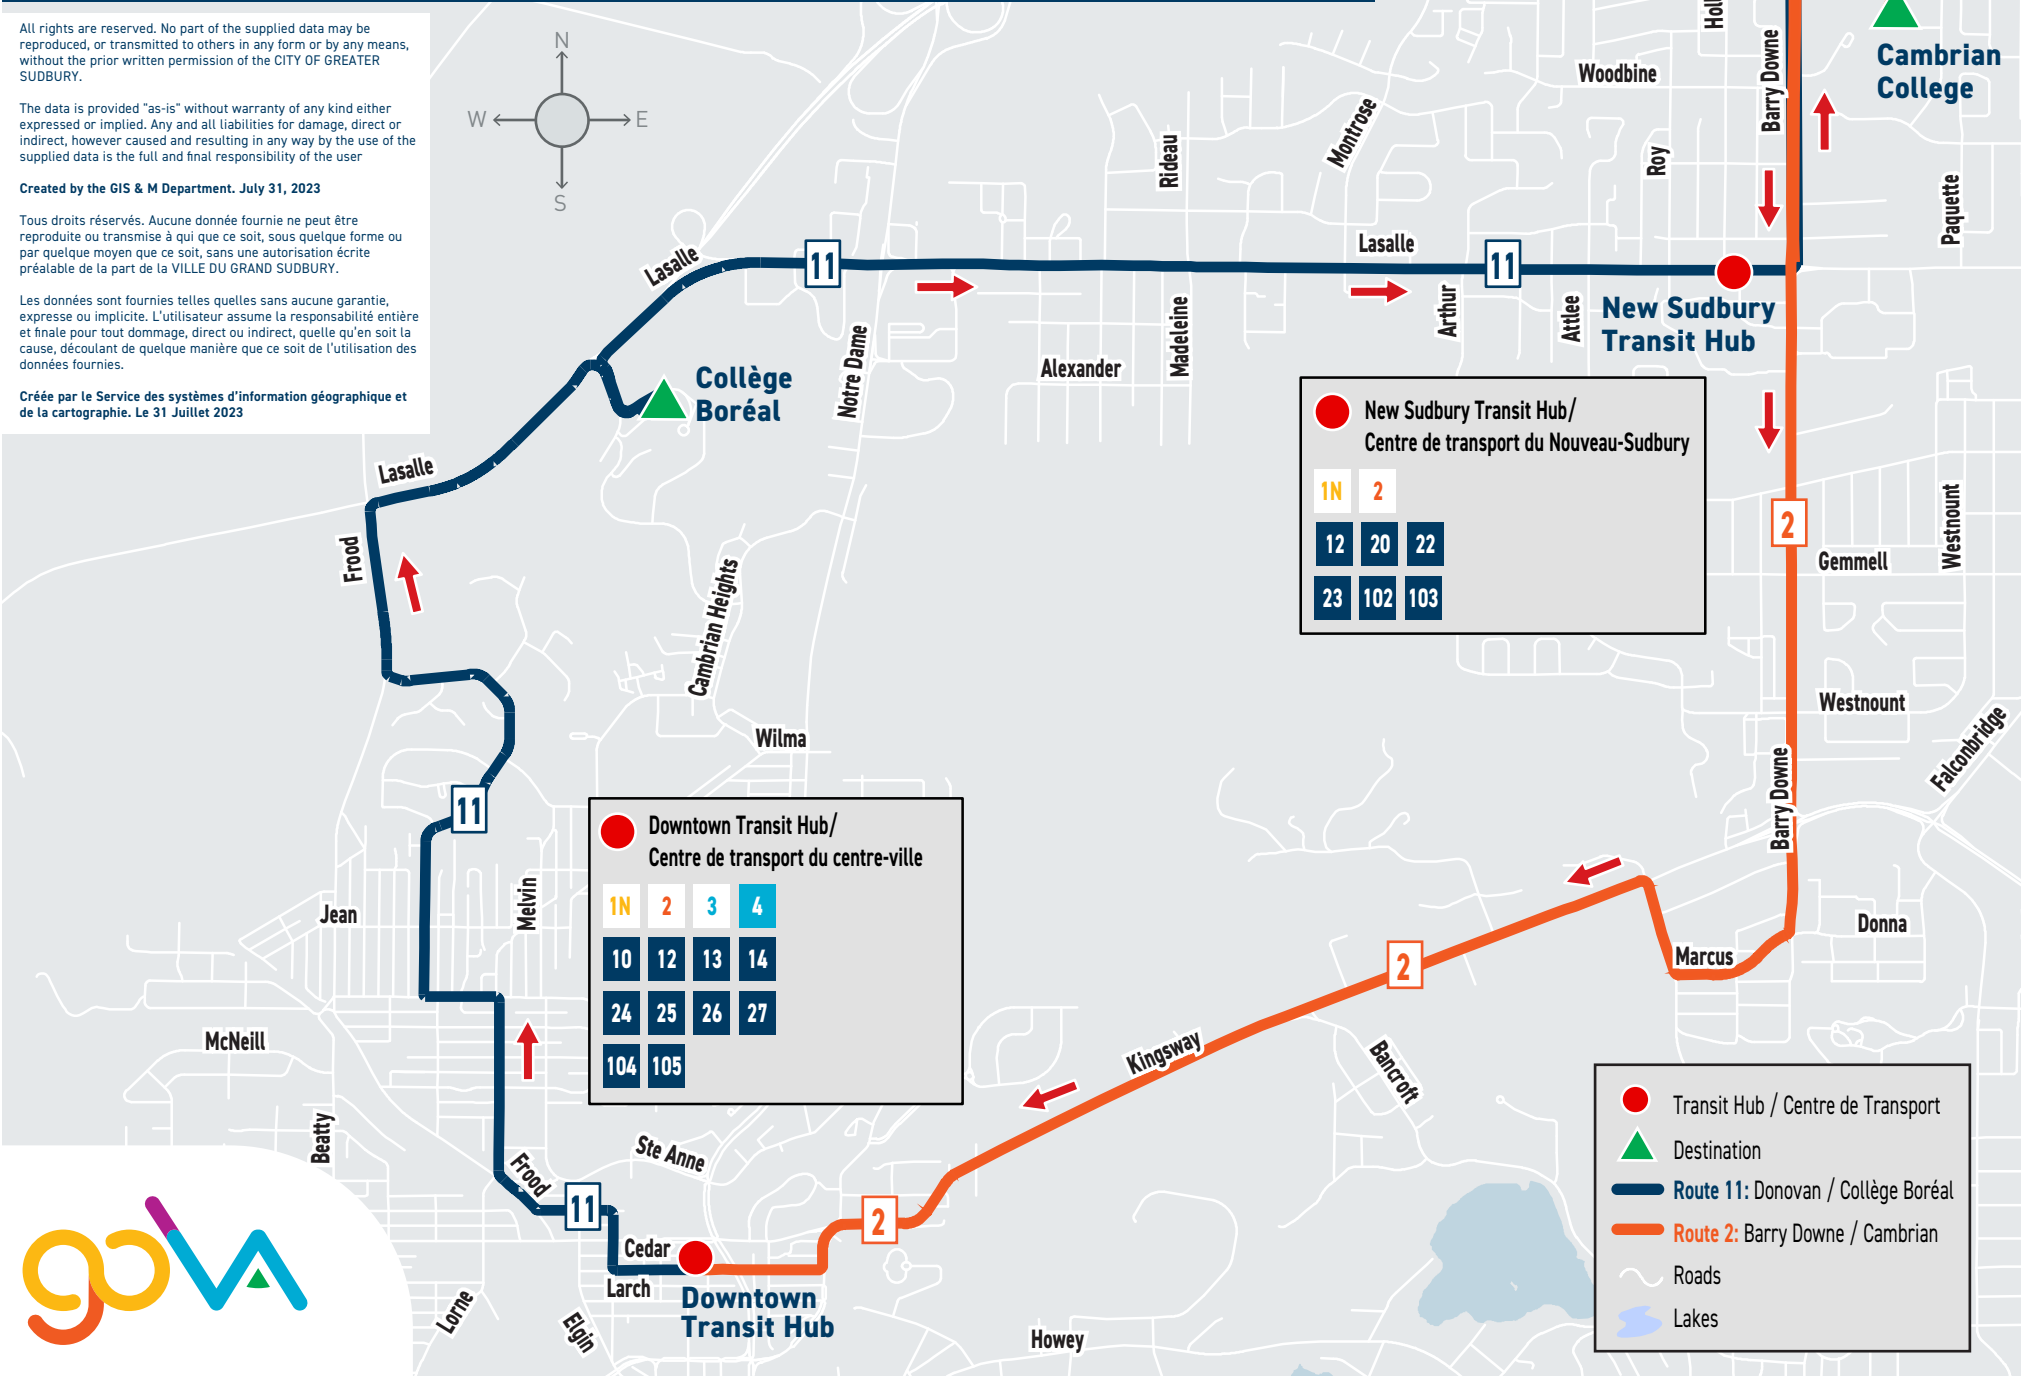 All rights are reserved. No part of the supplied data may be
reproduced, or transmitted to others in any form or by any means,
without the prior written permission of the CITY OF GREATER
SUDBURY.
The data is provided "as-is" without warranty of any kind either
expressed or implied. Any and all liabilities for damage, direct or
indirect, however caused and resulting in any way by the use of the
supplied data is the full and final responsibility of the user
Created by the GIS & M Department. July 31, 2023
Tous droits réservés. Aucune donnée fournie ne peut être
reproduite ou transmise à qui que ce soit, sous quelque forme ou
par quelque moyen que ce soit, sans une autorisation écrite
préalable de la part de la VILLE DU GRAND SUDBURY.
Les données sont fournies telles quelles sans aucune garantie,
expresse ou implicite. L'utilisateur assume la responsabilité entière
et finale pour tout dommage, direct ou indirect, quelle qu'en soit la
cause, découlant de quelque manière que ce soit de l'utilisation des
données fournies.
Créée par le Service des systèmes d'information géographique et
de la cartographie. Le 31 Juillet 2023
N
W
E
S
Barry Downe
Cambrian
College
Woodbine
Montrose
Rideau
Roy
Paquette
Lasalle
Lasalle
11
11
New Sudbury
Transit Hub
Arthur
Attlee
Madeleine
Alexander
Notre Dame
Collège
Boréal
Lasalle
Frood
New Sudbury Transit Hub/
Centre de transport du Nouveau-Sudbury
1N 2
12 20 22
23 102 103
2
Westnount
Gemmell
Cambrian Heights
Westnount
Falconbridge
Wilma
Barry Downe
11
Downtown Transit Hub/
Centre de transport du centre-ville
1N 2 3 4
10 12 13 14
24 25 26 27
104 105
Melvin
Jean
Donna
Marcus
2
McNeill
Kingsway
Bancroft
Beatty
Ste Anne
Frood
11
2
Cedar
Larch
Downtown
Transit Hub
Lorne
Elgin
Howey
Transit Hub / Centre de Transport
Destination
Route 11: Donovan / Collège Boréal
Route 2: Barry Downe / Cambrian
Roads
Lakes
gova